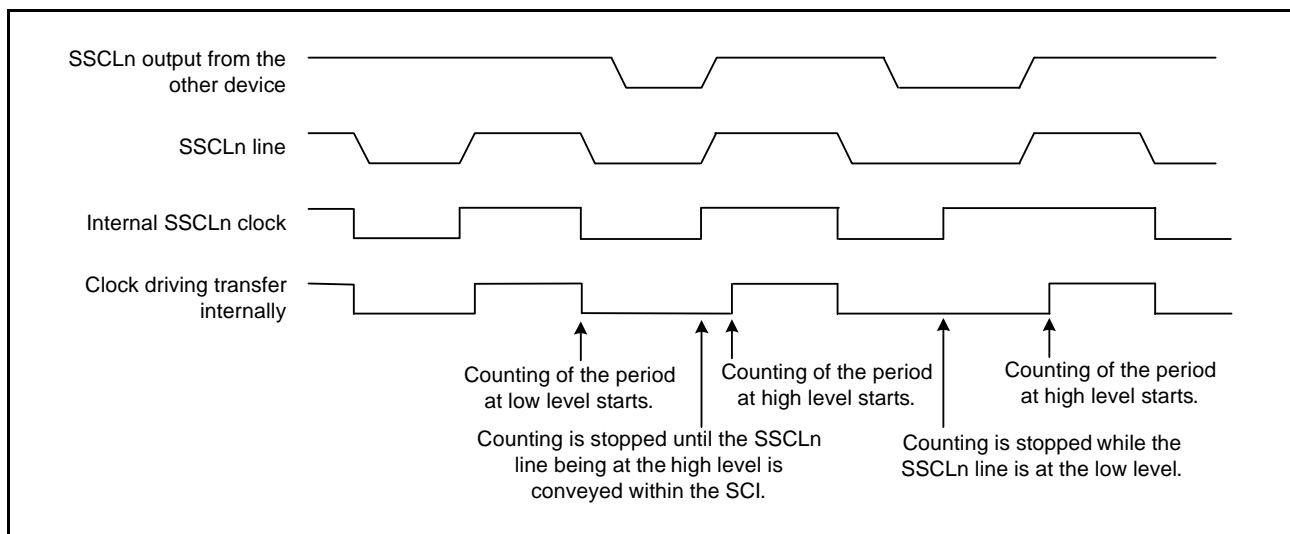 SSCLn output from the
other device
SSCLn line
Internal SSCLn clock
Clock driving transfer
internally
Counting of the period
at low level starts.
Counting of the period
at high level starts.
Counting of the period
at high level starts.
Counting is stopped until the SSCLn
line being at the high level is
conveyed within the SCI.
Counting is stopped while the
SSCLn line is at the low level.